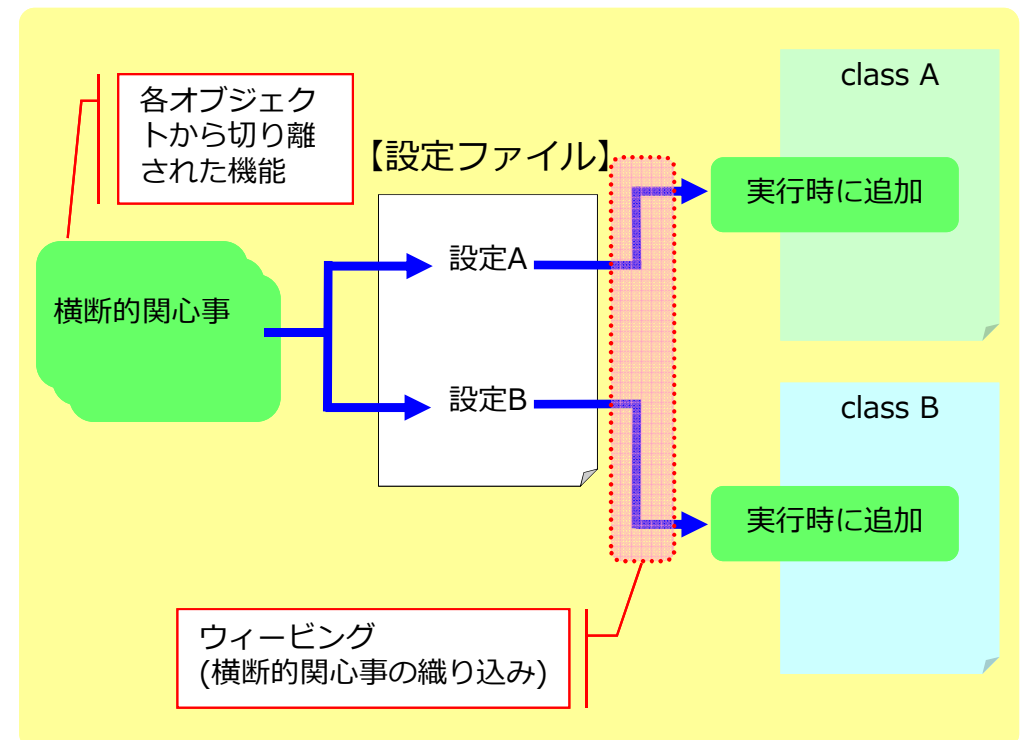 各オブジェク
トから切り離
された機能
【設定ファイル】
class A
実行時に追加
横断的関心事
設定A
設定B
class B
実行時に追加
ウィービング
(横断的関心事の織り込み)